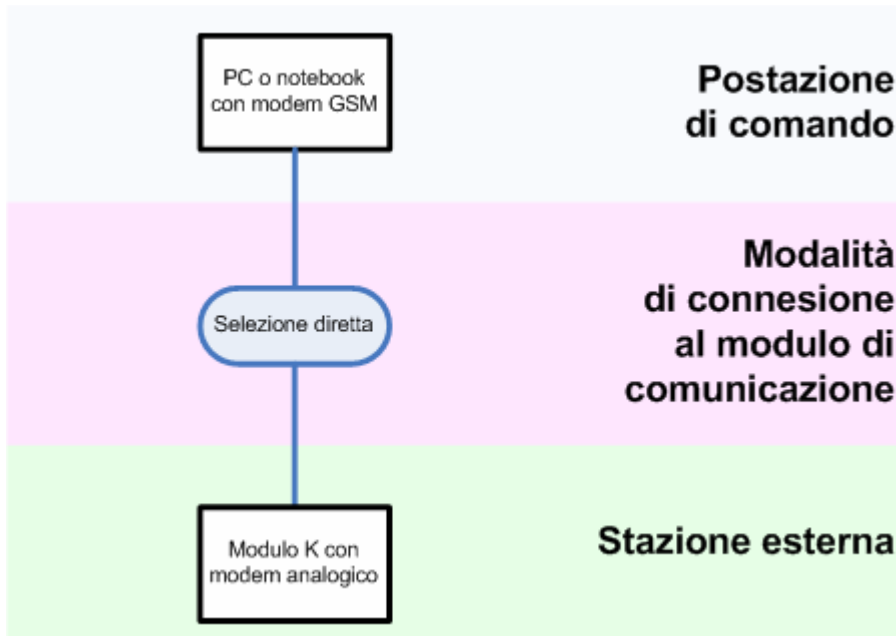 PC o notebook
con modem GSM
Postazione
di comando
Selezione diretta
Modalità
di connesione
al modulo di
comunicazione
Modulo K con
modem analogico
Stazione esterna